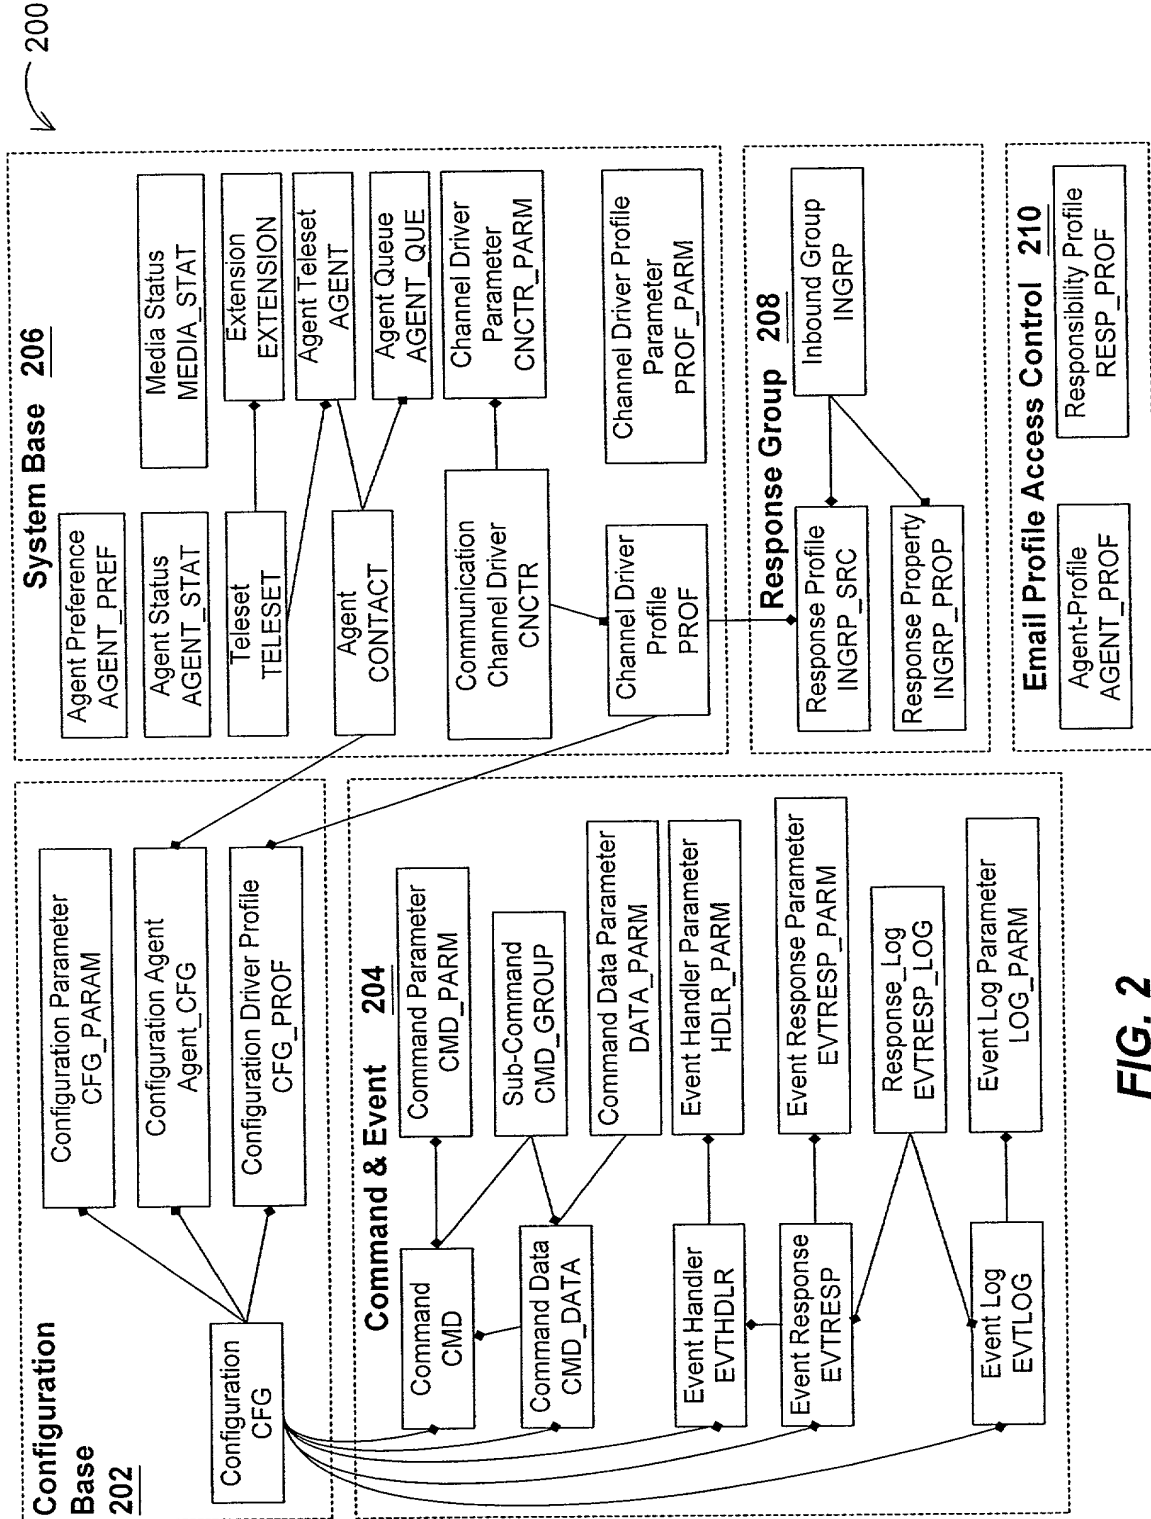 200
Configuration
Base
202
Configuration
CFG
Configuration Parameter
CFG_PARAM
Configuration Agent
Agent_CFG
Configuration Driver Profile
CFG_PROF
Command & Event 204
Command
CMD
Command Parameter
CMD_PARM
Sub-Command
CMD_GROUP
Command Data
CMD_DATA
Command Data Parameter
DATA_PARM
Event Handler
EVTHDLR
Event Handler Parameter
HDLR_PARM
Event Response
EVTRESP
Event Response Parameter
EVTRESP_PARM
Response_Log
EVTRESP_LOG
Event Log
EVTLOG
Event Log Parameter
LOG_PARM
System Base 206
Agent Preference
AGENT_PREF
Agent Status
AGENT_STAT
Media Status
MEDIA_STAT
Teleset
TELESET
Extension
EXTENSION
Agent Teleset
AGENT
Agent
CONTACT
Agent Queue
AGENT_QUE
Communication
Channel Driver
CNCTR
Channel Driver
Parameter
CNCTR_PARM
Channel Driver
Profile
PROF
Channel Driver Profile
Parameter
PROF_PARM
Response Group 208
Response Profile
INGRP_SRC
Inbound Group
INGRP
Response Property
INGRP_PROP
Email Profile Access Control 210
Agent-Profile
AGENT_PROF
Responsibility Profile
RESP_PROF
FIG. 2